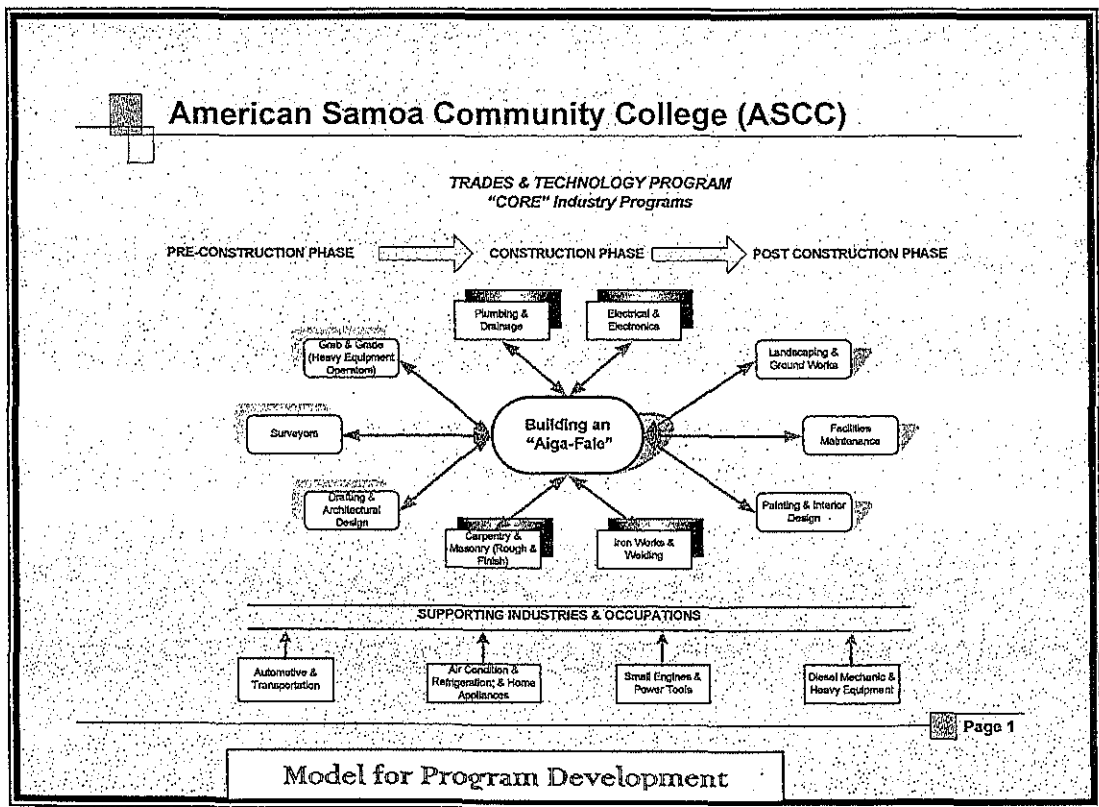 American Samoa Community College (ASCC)
TRADES & TECHNOLOGY PROGRAM
"CORE" Industry Programs
PRE-CONSTRUCTION PHASE
CONSTRUCTION PHASE
POST CONSTRUCTION PHASE
Plumbing &
Drainage
Electrical &
Electronics
Grab & Grade
(Heavy Equipment
Operators)
Landscaping &
Ground Works
Surveyors
Building an
"Aiga-Fale"
Facilities
Maintenance
Drafting &
Architectural
Design
Painting & Interior
Design
Carpentry &
Masonry (Rough &
Finish)
Iron Works &
Welding
SUPPORTING INDUSTRIES & OCCUPATIONS
Automotive &
Transportation
Air Condition &
Refrigeration; & Home
Appliances
Small Engines &
Power Tools
Diesel Mechanic &
Heavy Equipment
Page 1
Model for Program Development